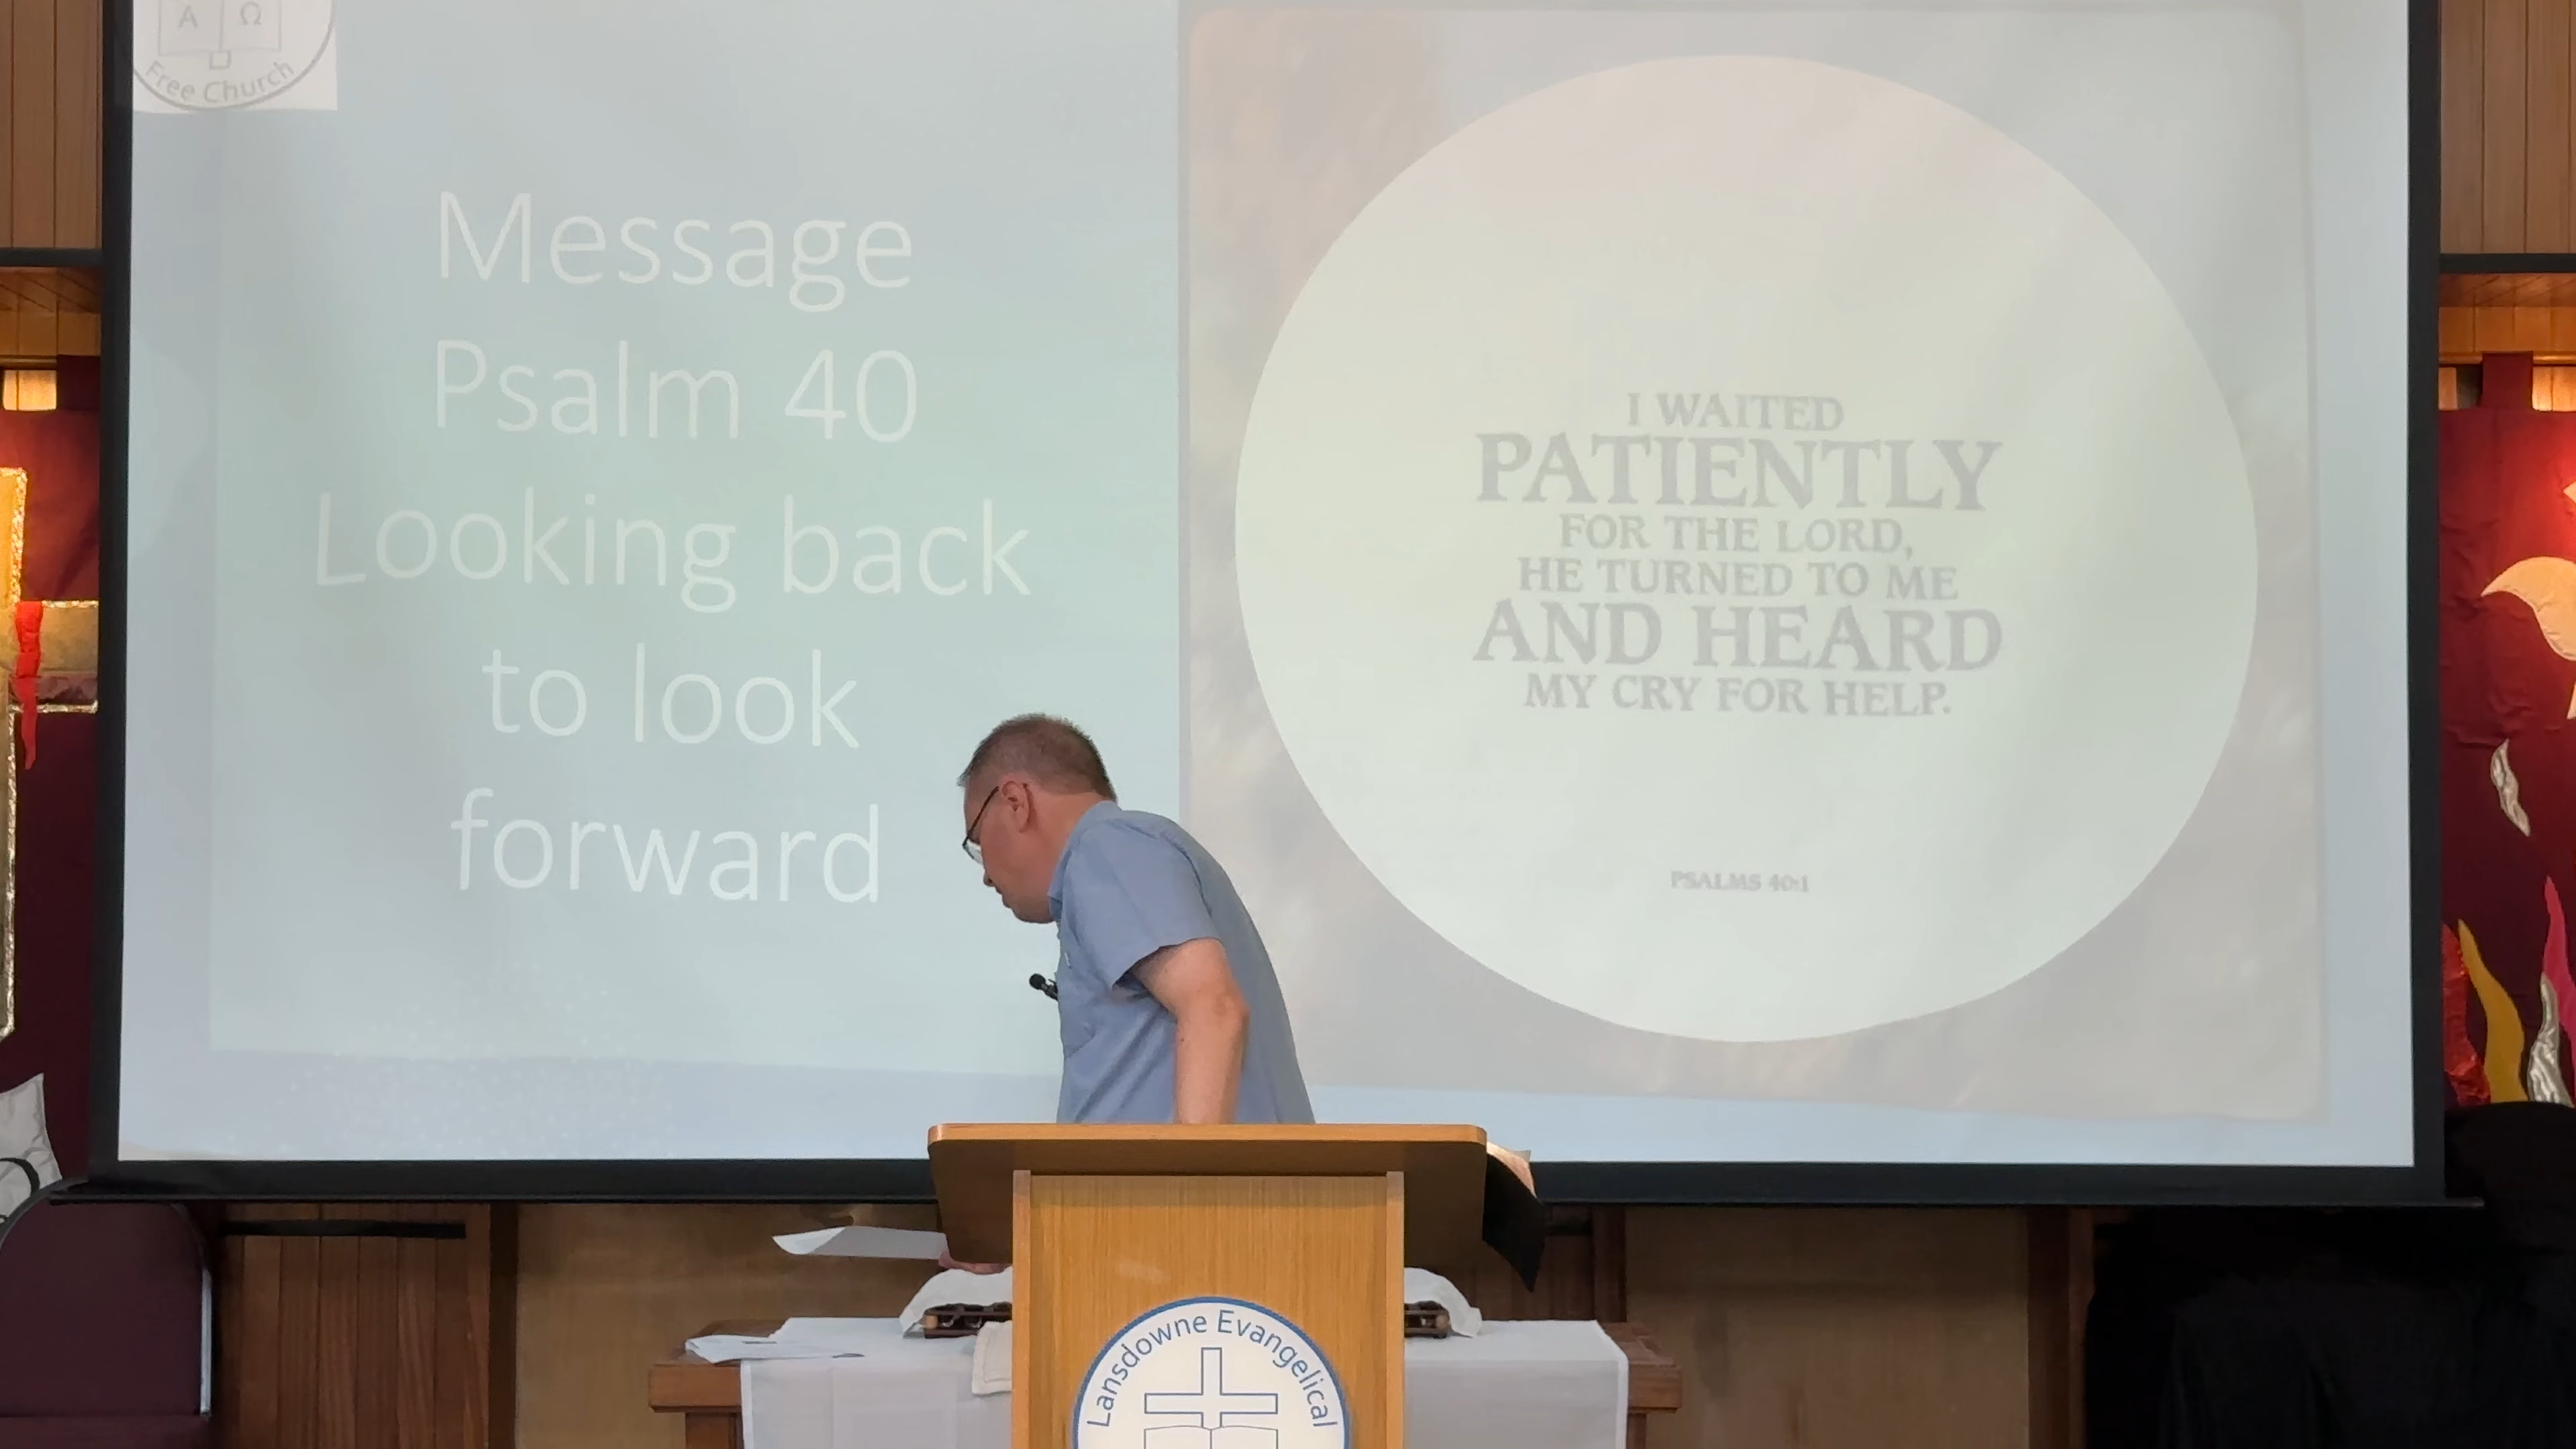 Α Ω
Free Church
Message
Psalm 40
Looking back
to look
forward
I WAITED
PATIENTLY
FOR THE LORD,
HE TURNED TO ME
AND HEARD
MY CRY FOR HELP.
PSALMS 40:1
Lansdowne Evangelical